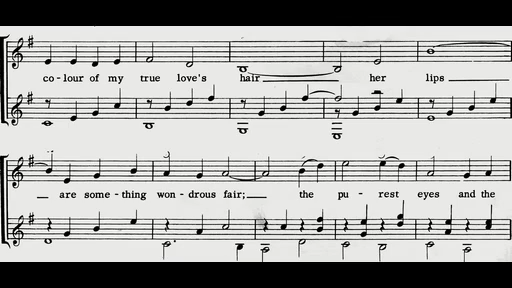 co-lour of my true love's hair her lips
are some-thing won-drous fair; the pu-rest eyes and the